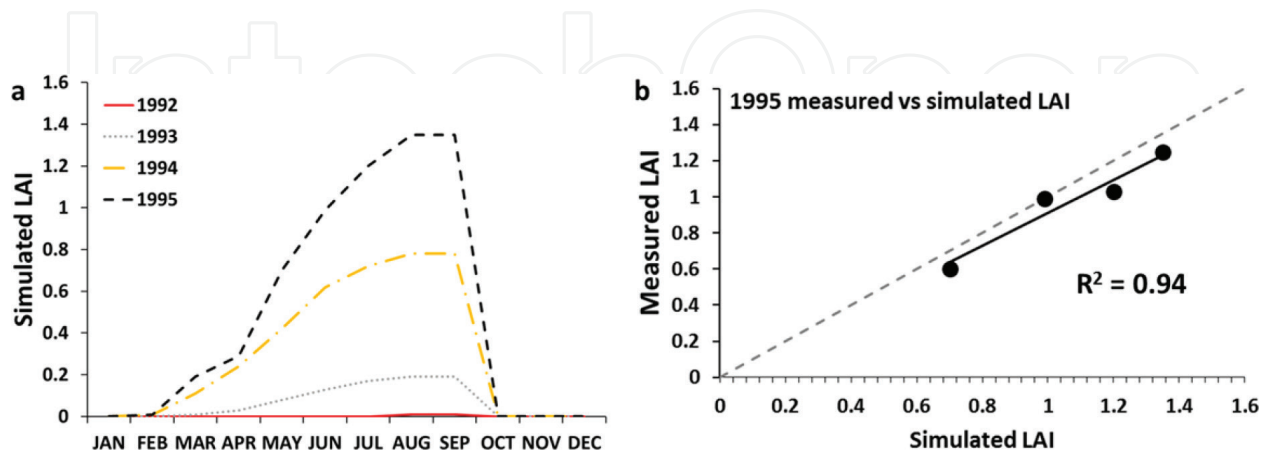 IntechOpen
a
1.6
1.4
1.2
1
0.8
0.6
0.4
0.2
0
Simulated LAI
1992
1993
1994
1995
JAN FEB MAR APR MAY JUN JUL AUG SEP OCT NOV DEC
b
1.6
1.4
1.2
1
0.8
0.6
0.4
0.2
0
Measured LAI
1995 measured vs simulated LAI
R² = 0.94
0 0.2 0.4 0.6 0.8 1 1.2 1.4 1.6
Simulated LAI